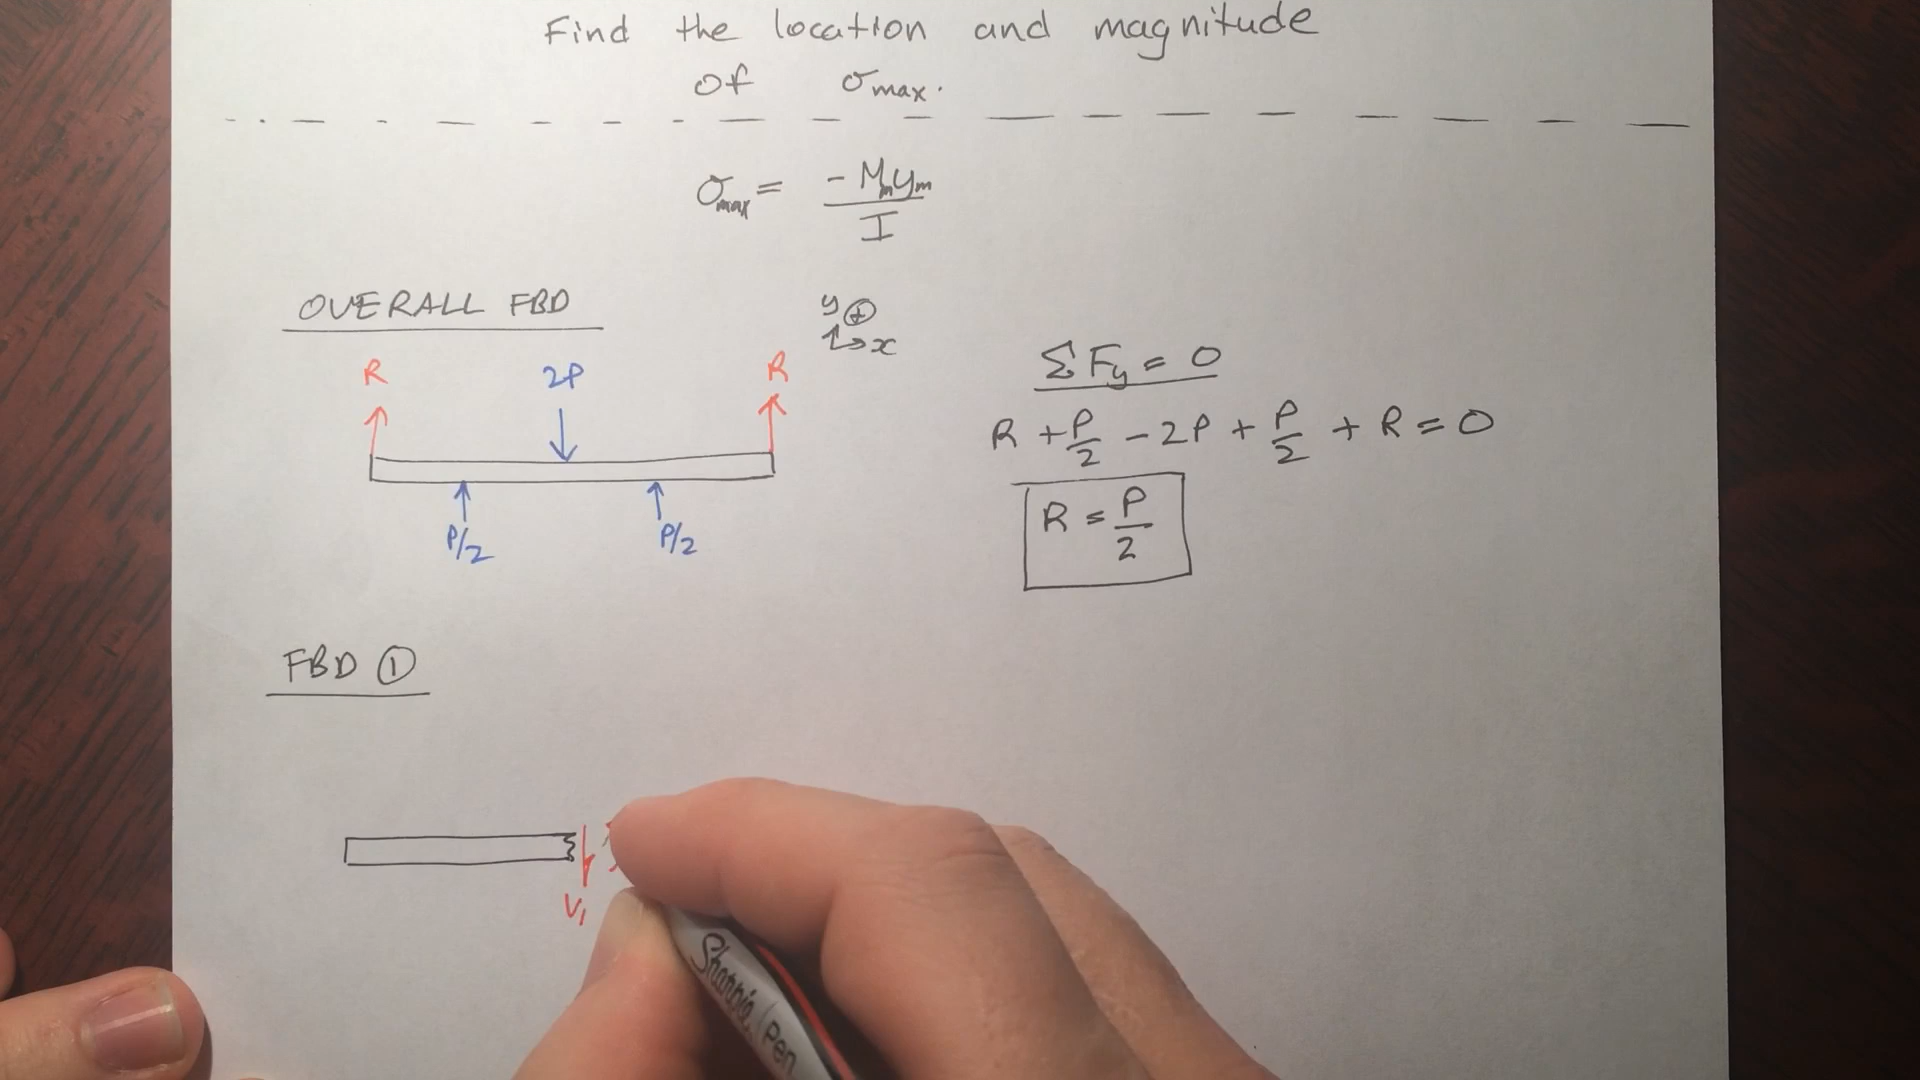 Find the location and magnitude
of σmax.
σmax = -Mmym / I
OVERALL FBD
y + x
R 2P R
P/2 P/2
ΣFy = 0
R + P/2 - 2P + P/2 + R = 0
R = P/2
FBD ①
V1
Sharpie Pen